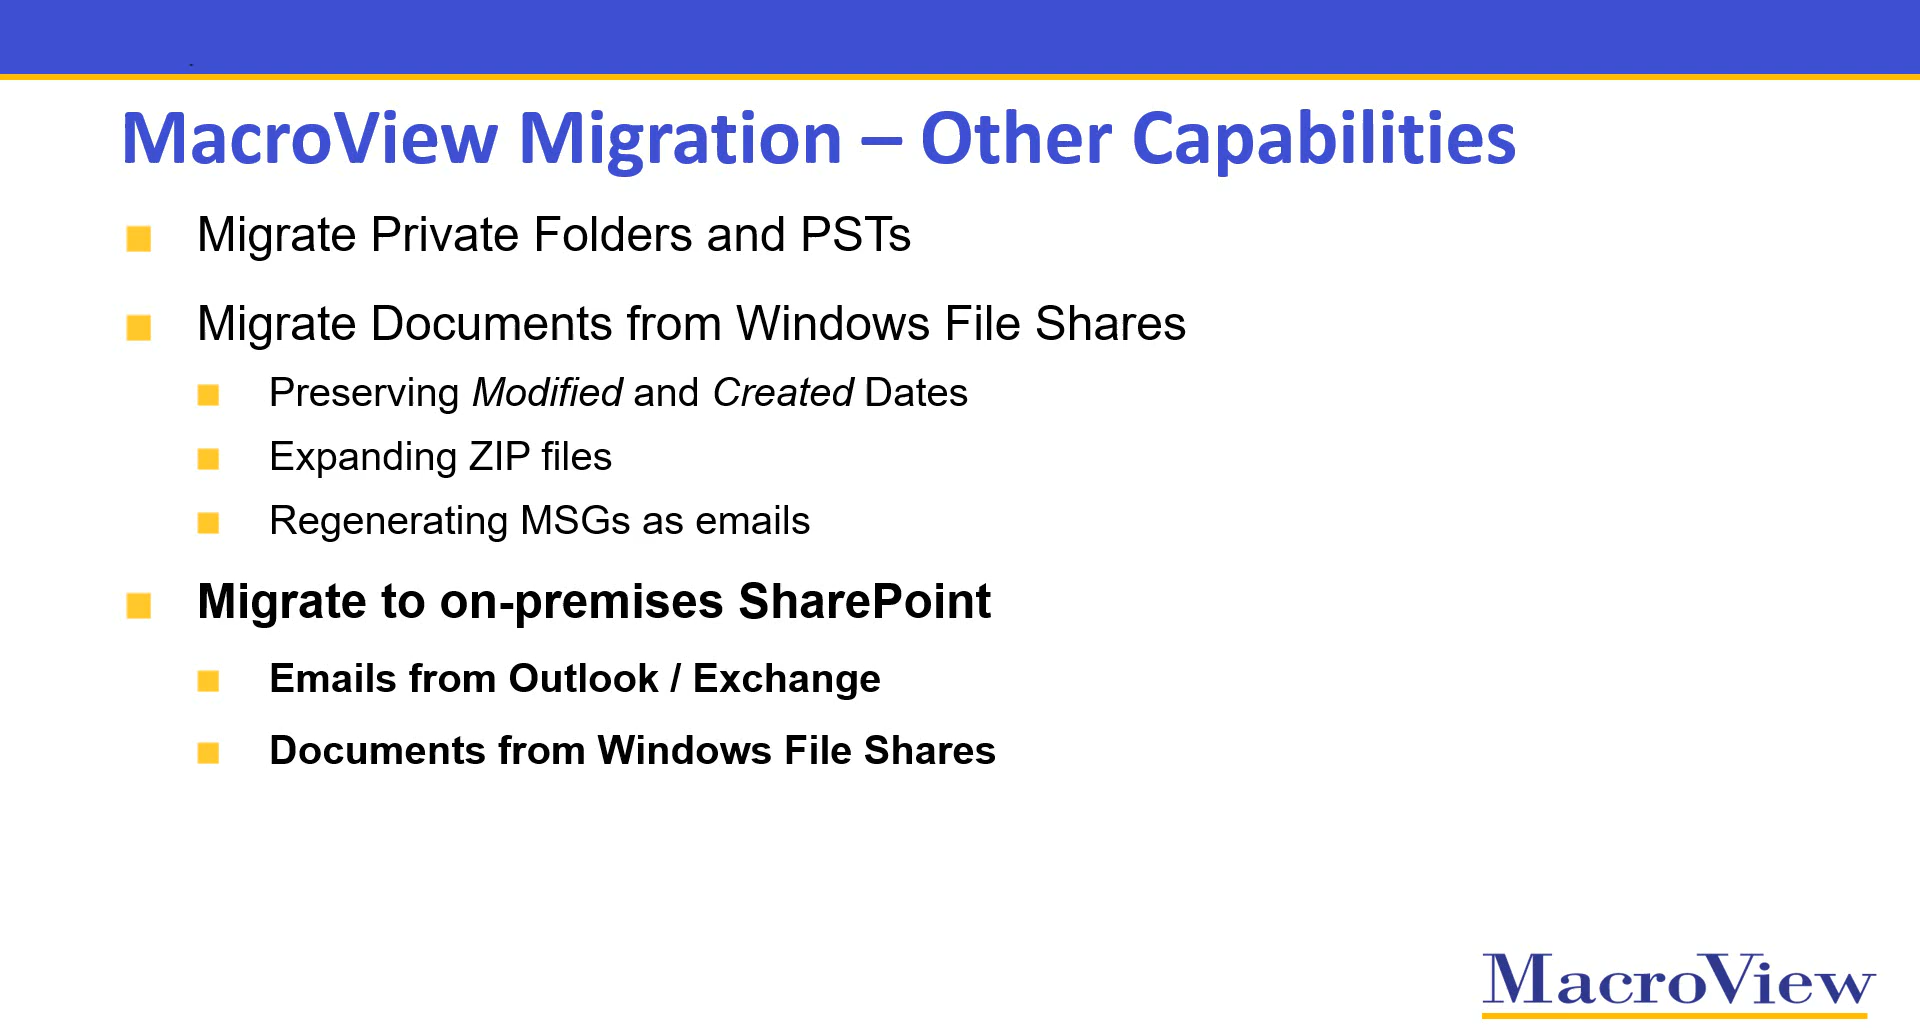 MacroView Migration – Other Capabilities
Migrate Private Folders and PSTs
Migrate Documents from Windows File Shares
Preserving Modified and Created Dates
Expanding ZIP files
Regenerating MSGs as emails
Migrate to on-premises SharePoint
Emails from Outlook / Exchange
Documents from Windows File Shares
MacroView